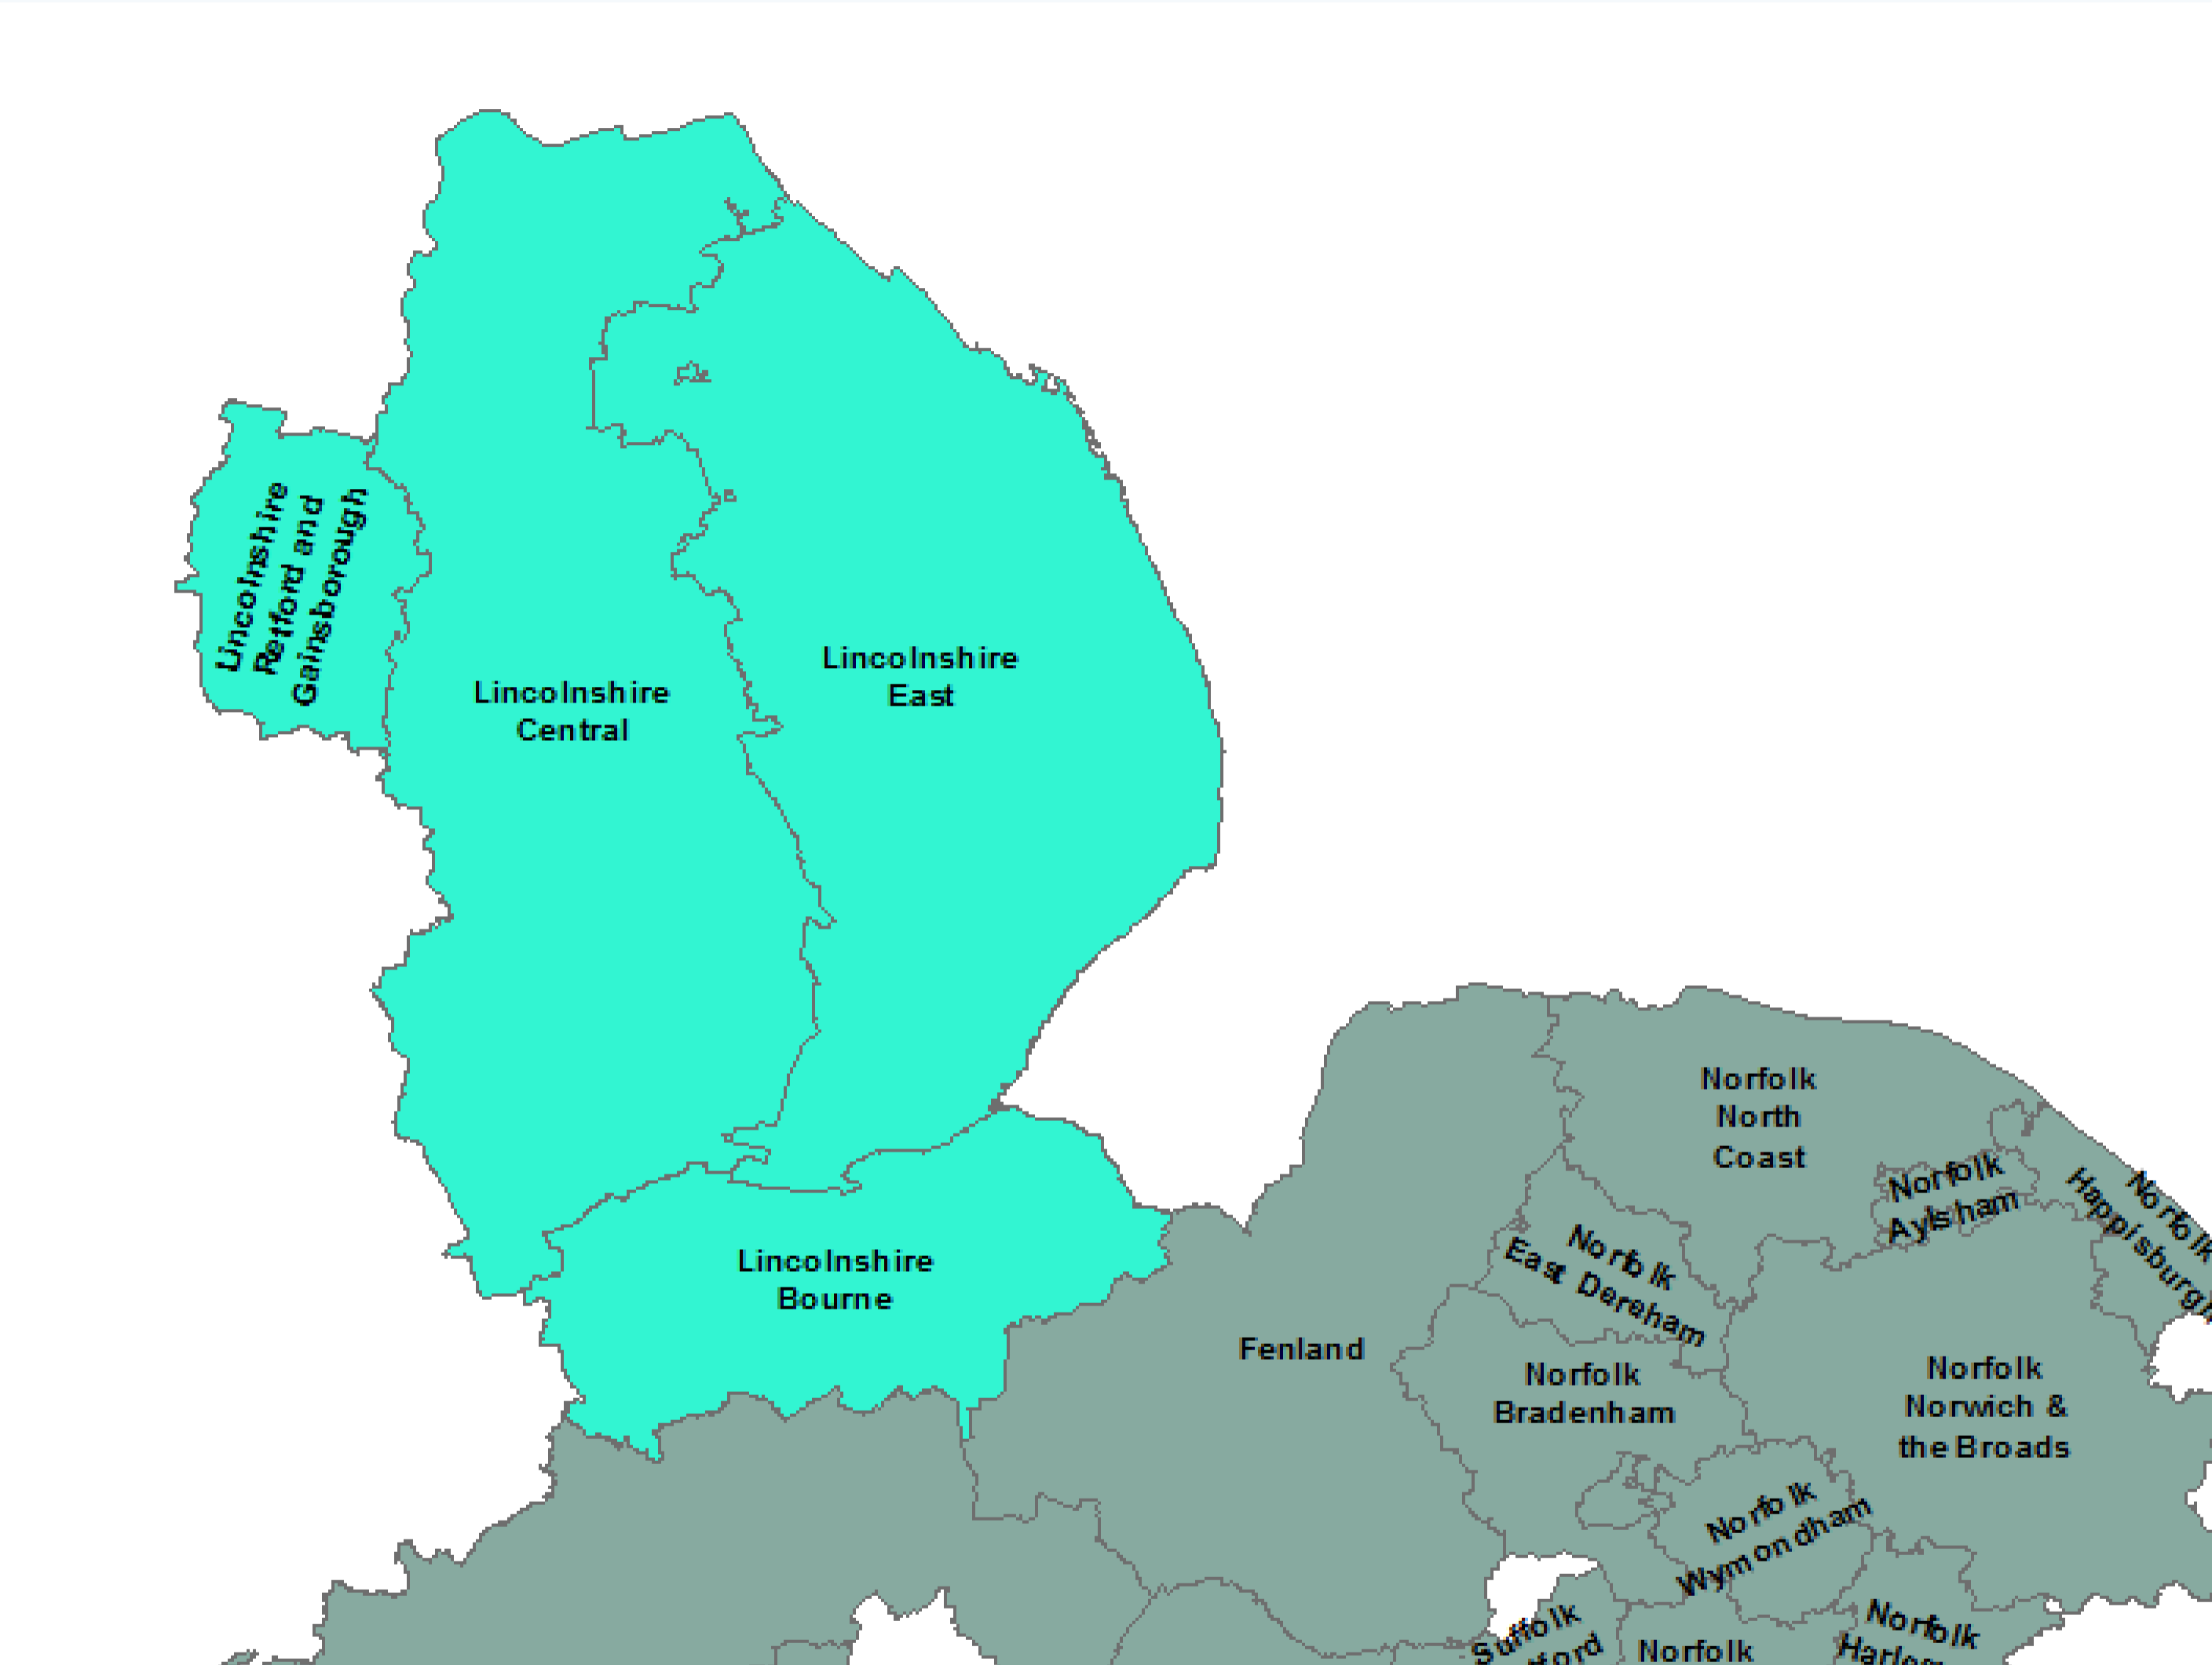 Lincolnshire
Retford and
Gainsborough
Lincolnshire
Central
Lincolnshire
East
Lincolnshire
Bourne
Norfolk
North
Coast
Norfolk
Aylsham
Norfolk
Norfolk
East Dereham
Fenland
Norfolk
Bradenham
Norfolk
Norwich &
the Broads
Norfolk
Wymondham
Suffolk
Norfolk
Norfolk